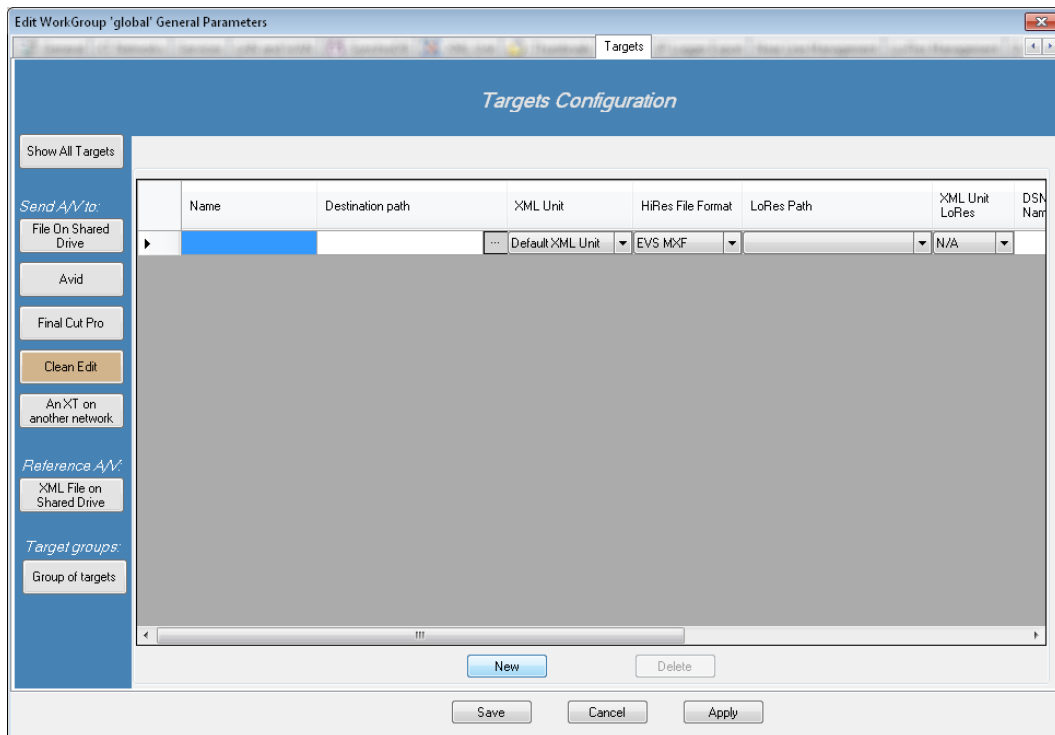 Edit WorkGroup 'global' General Parameters
Targets
Targets Configuration
Show All Targets
Send A/V to:
File On Shared
Drive
Avid
Final Cut Pro
Clean Edit
An XT on
another network
Reference A/V:
XML File on
Shared Drive
Target groups:
Group of targets
Name
Destination path
XML Unit
HiRes File Format
LoRes Path
XML Unit
LoRes
DSN
Nam
...
Default XML Unit
EVS MXF
N/A
New
Delete
Save
Cancel
Apply